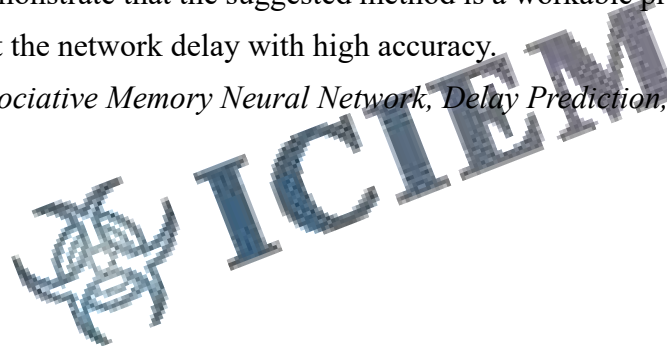 monstrate that the suggested method is a workable pr
t the network delay with high accuracy.
ociative Memory Neural Network, Delay Prediction,
ICIEM